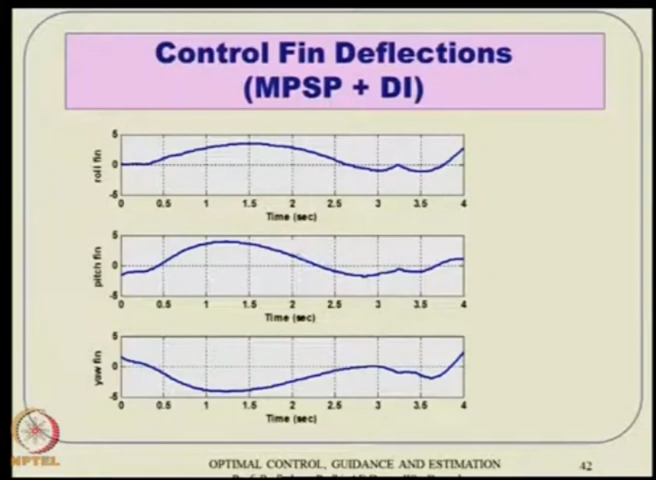 Control Fin Deflections
(MPSP + DI)
roll fin
5
0
-5
0 0.5 1 1.5 2 2.5 3 3.5 4
Time (sec)
pitch fin
5
0
-5
0 0.5 1 1.5 2 2.5 3 3.5 4
Time (sec)
yaw fin
5
0
-5
0 0.5 1 1.5 2 2.5 3 3.5 4
Time (sec)
NPTEL
OPTIMAL CONTROL, GUIDANCE AND ESTIMATION
42